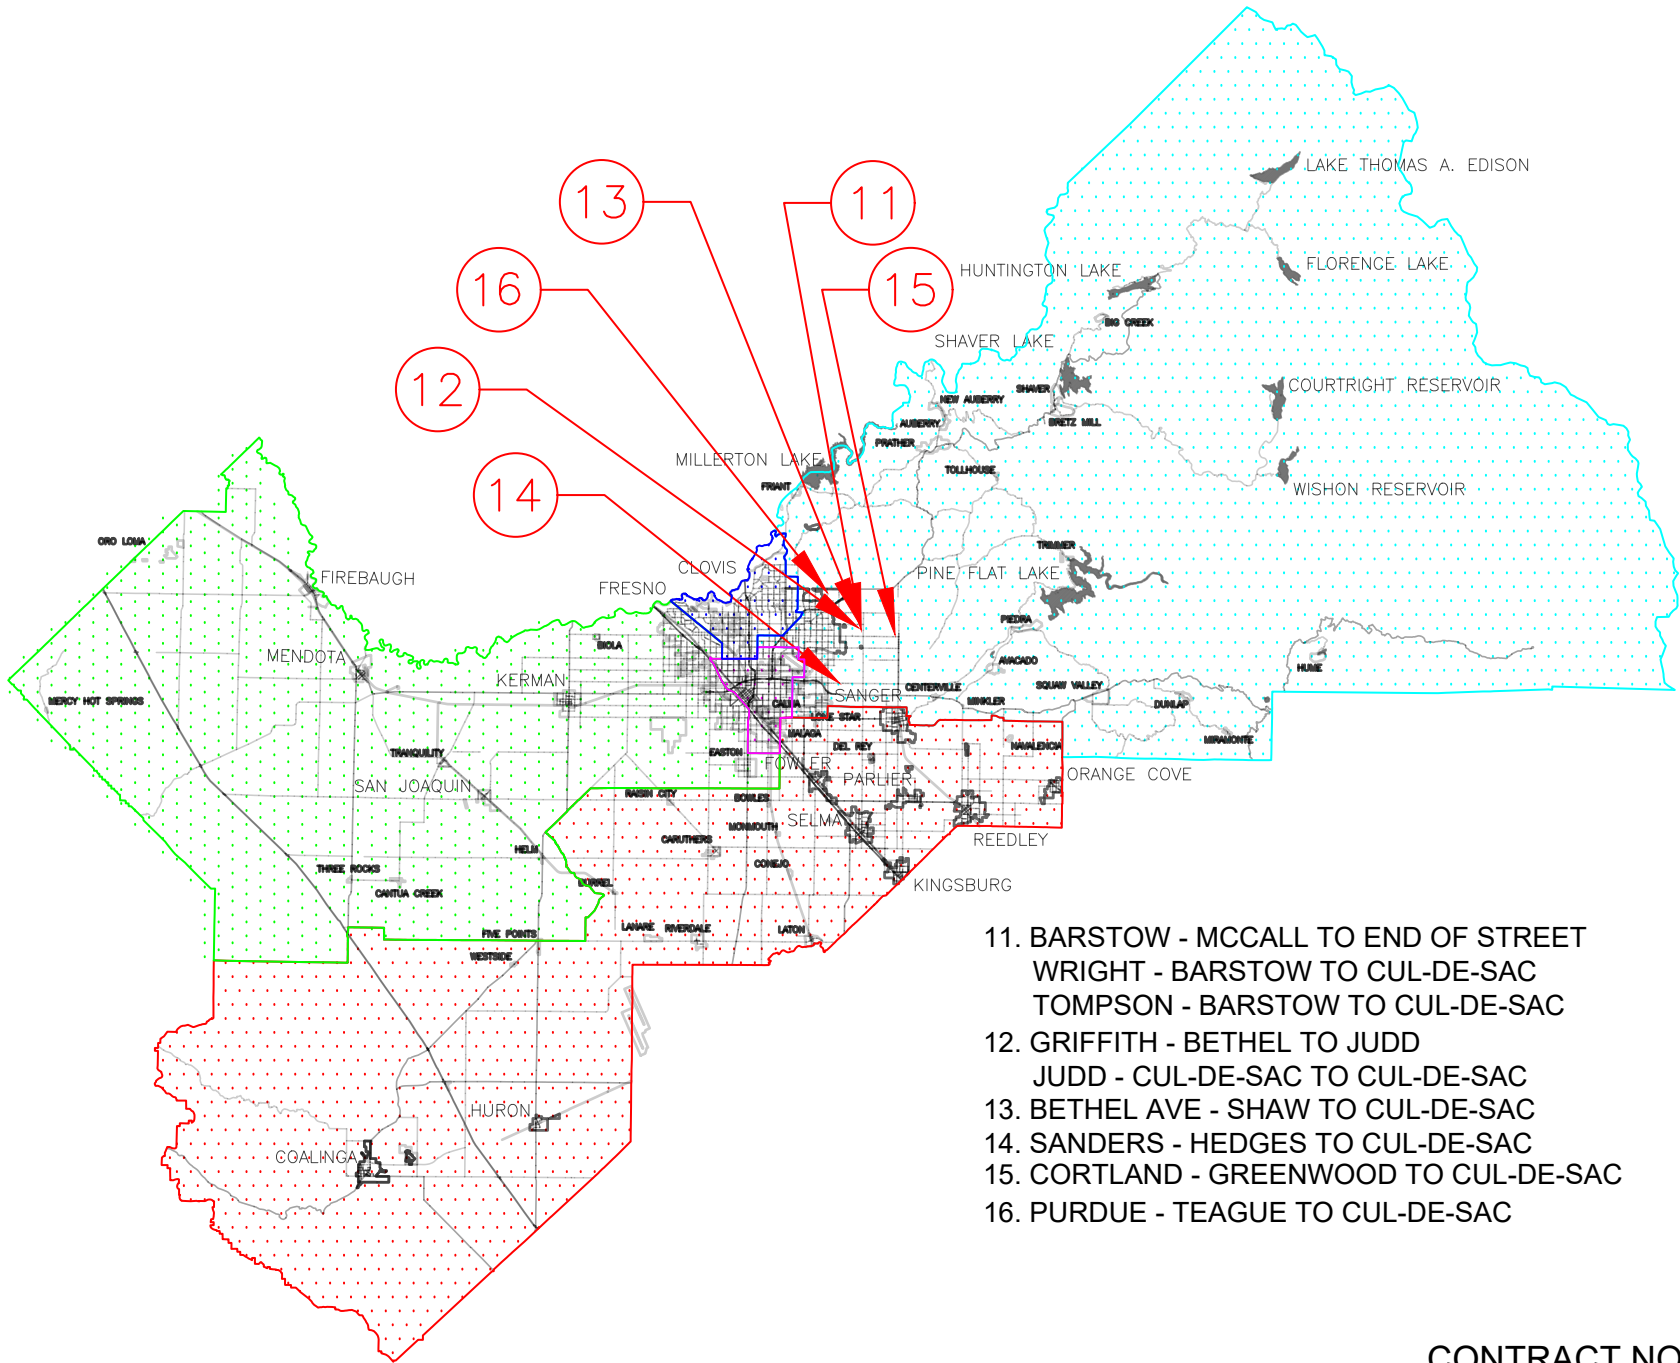 LAKE THOMAS A. EDISON
13
11
HUNTINGTON LAKE
FLORENCE LAKE
16
15
BIG CREEK
SHAVER LAKE
12
SHAVER
COURTRIGHT RESERVOIR
NEW AUBERRY
AUBERRY
BRETZ MILL
PRATHER
MILLERTON LAKE
TOLLHOUSE
FRIANT
WISHON RESERVOIR
14
ORO LOMA
TRIMMER
CLOVIS
PINE FLAT LAKE
FIREBAUGH
FRESNO
PIEDRA
BIOLA
MENDOTA
AVACADO
HUME
KERMAN
SANGER
CENTERVILLE
SQUAW VALLEY
MERCY HOT SPRINGS
CALWA
MINKLER
DUNLAP
LONE STAR
MALAGA
MIRAMONTE
TRANQUILITY
EASTON
DEL REY
NAVALENCIA
FOWLER
SAN JOAQUIN
PARLIER
ORANGE COVE
RAISIN CITY
BOWLES
MONMOUTH
SELMA
CARUTHERS
REEDLEY
HELM
CONEJO
THREE ROCKS
BURREL
KINGSBURG
CANTUA CREEK
LANARE
RIVERDALE
LATON
FIVE POINTS
WESTSIDE
HURON
COALINGA
11. BARSTOW - MCCALL TO END OF STREET
WRIGHT - BARSTOW TO CUL-DE-SAC
TOMPSON - BARSTOW TO CUL-DE-SAC
12. GRIFFITH - BETHEL TO JUDD
JUDD - CUL-DE-SAC TO CUL-DE-SAC
13. BETHEL AVE - SHAW TO CUL-DE-SAC
14. SANDERS - HEDGES TO CUL-DE-SAC
15. CORTLAND - GREENWOOD TO CUL-DE-SAC
16. PURDUE - TEAGUE TO CUL-DE-SAC
CONTRACT NO